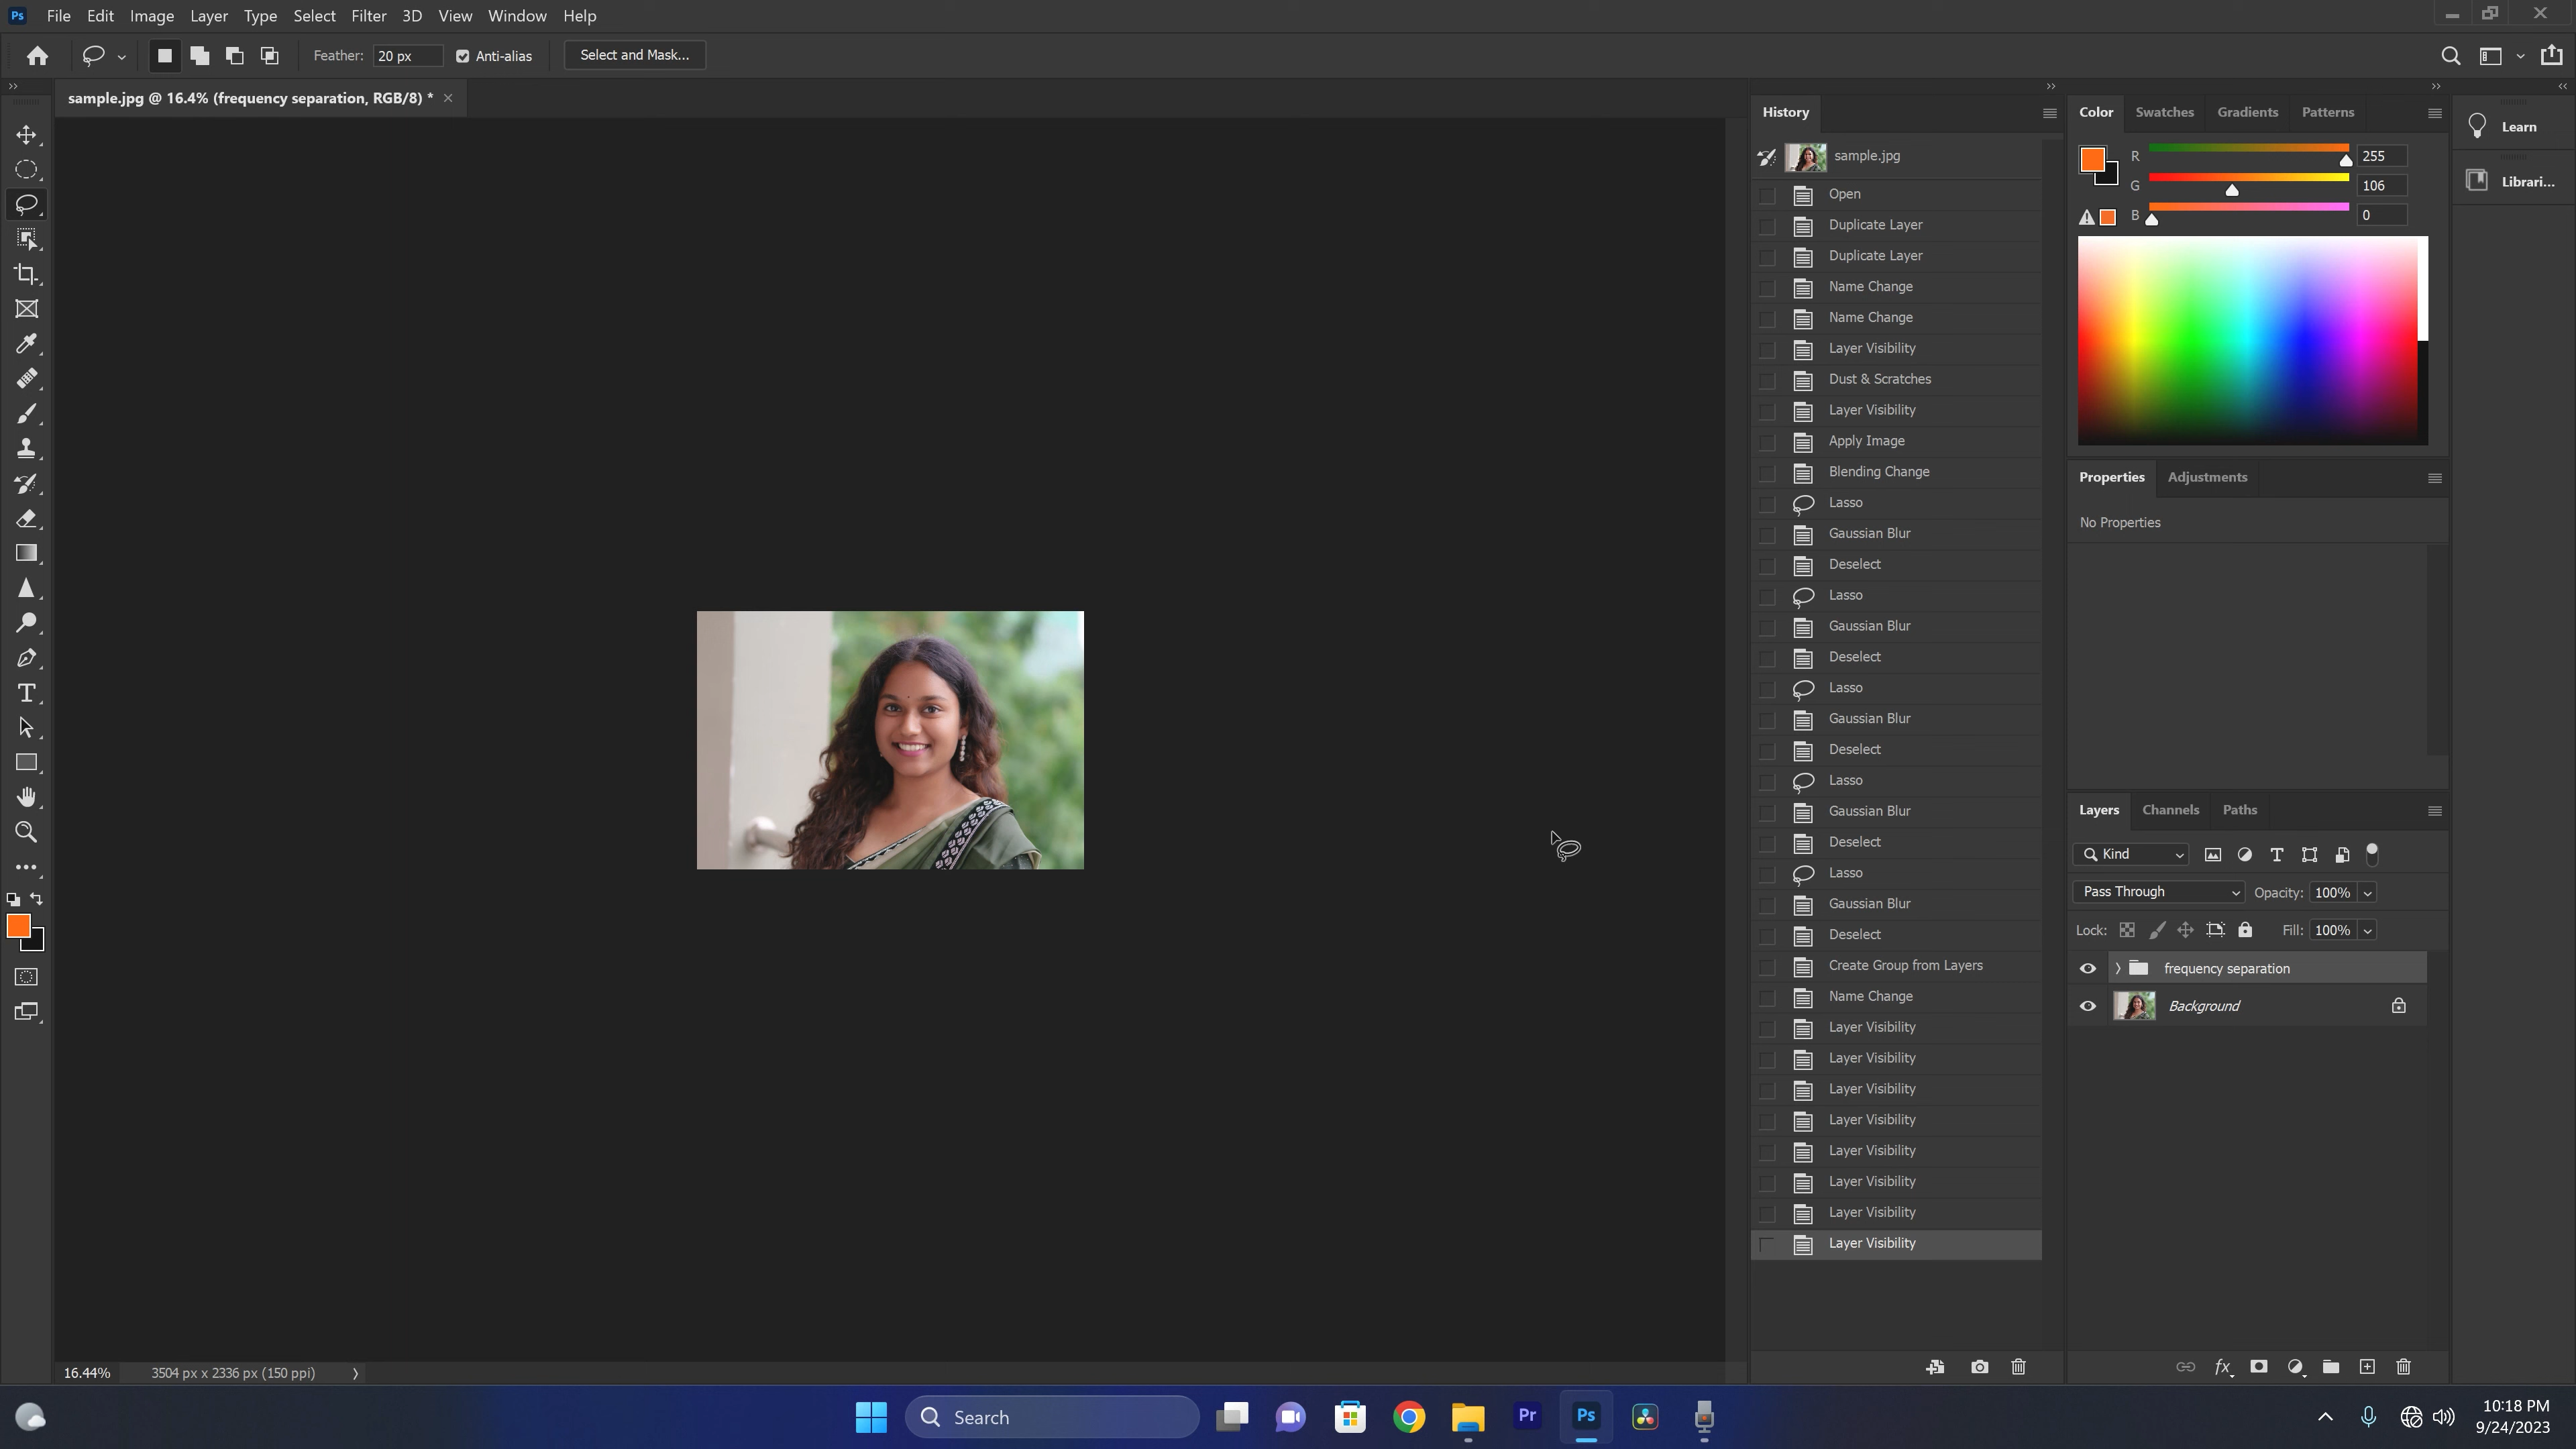 Ps File Edit Image Layer Type Select Filter 3D View Window Help
Feather: 20 px Anti-alias Select and Mask...
sample.jpg @ 16.4% (frequency separation, RGB/8) *
History
sample.jpg
Open
Duplicate Layer
Duplicate Layer
Name Change
Name Change
Layer Visibility
Dust & Scratches
Layer Visibility
Apply Image
Blending Change
Lasso
Gaussian Blur
Deselect
Lasso
Gaussian Blur
Deselect
Lasso
Gaussian Blur
Deselect
Lasso
Gaussian Blur
Deselect
Lasso
Gaussian Blur
Deselect
Create Group from Layers
Name Change
Layer Visibility
Layer Visibility
Layer Visibility
Layer Visibility
Layer Visibility
Layer Visibility
Layer Visibility
Layer Visibility
Color Swatches Gradients Patterns
R 255
G 106
B 0
Learn
Librari...
Properties Adjustments
No Properties
Layers Channels Paths
Kind
Pass Through Opacity: 100%
Lock: Fill: 100%
frequency separation
Background
fx
16.44% 3504 px x 2336 px (150 ppi)
Search
Pr
Ps
10:18 PM
9/24/2023